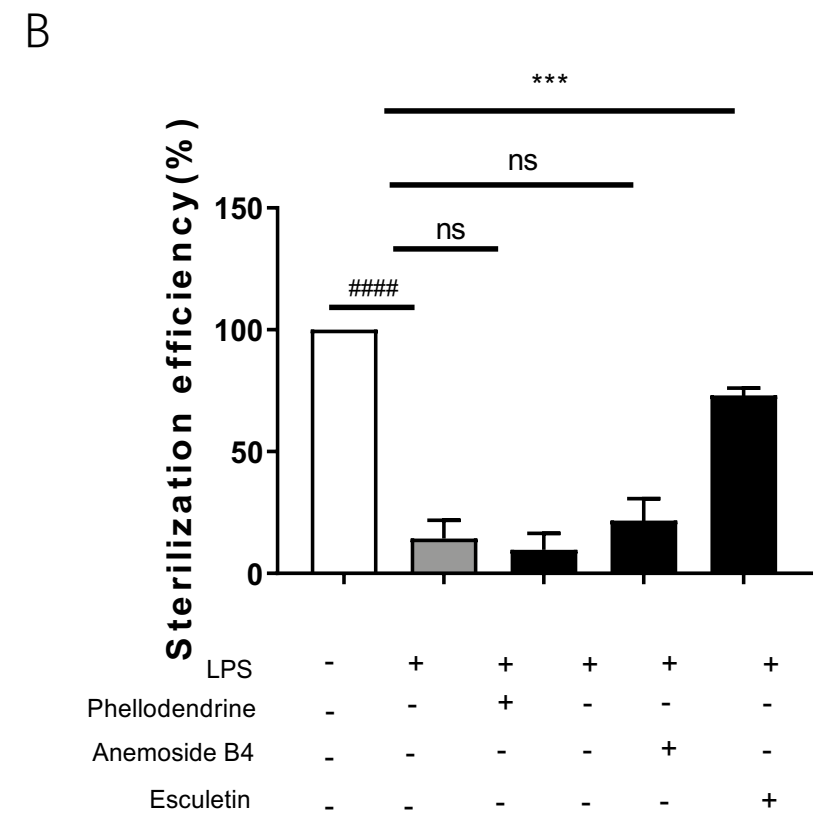 B
***
ns
150
ns
####
100
50
0
Sterilization efficiency(%)
LPS - + + + + +
Phellodendrine - - + - - -
Anemoside B4 - - - - + -
Esculetin - - - - - +